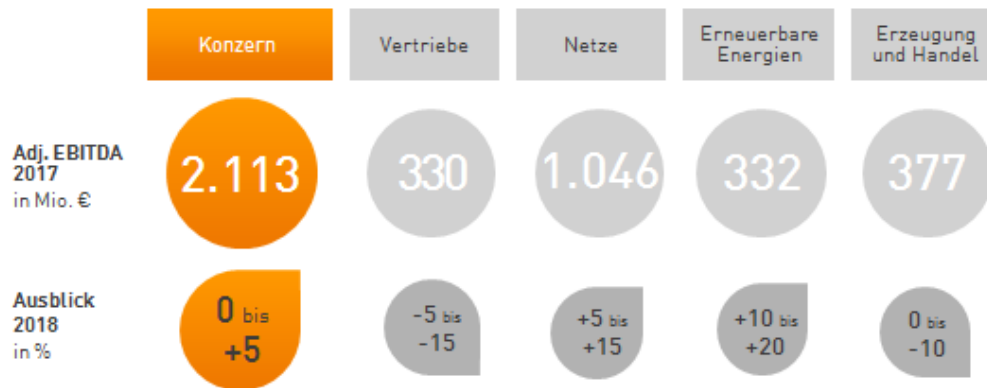 Konzern
Vertriebe
Netze
Erneuerbare
Energien
Erzeugung
und Handel
Adj. EBITDA
2017
in Mio. €
2.113
330
1.046
332
377
Ausblick
2018
in %
0 bis
+5
-5 bis
-15
+5 bis
+15
+10 bis
+20
0 bis
-10